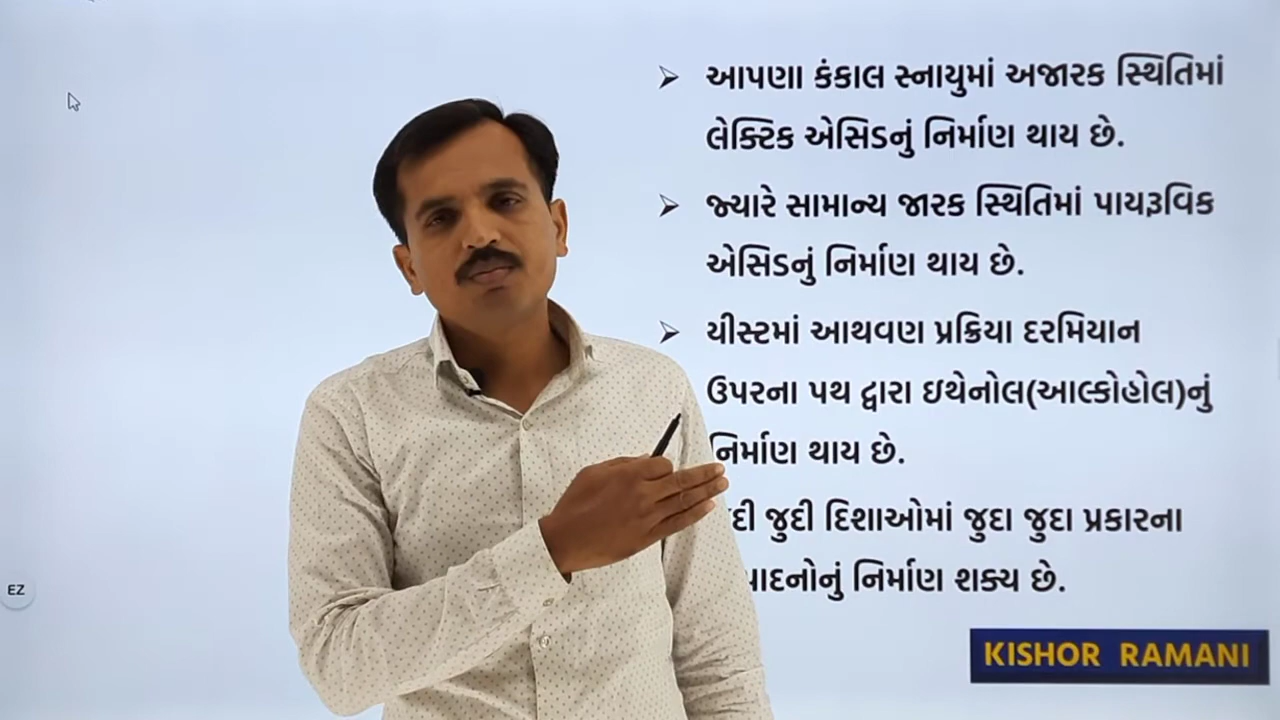 ➢ આપણા કંકાલ સ્નાયુમાં અજારક સ્થિતિમાં
લેક્ટિક એસિડનું નિર્માણ થાય છે.
➢ જ્યારે સામાન્ય જારક સ્થિતિમાં પાયરૂવિક
એસિડનું નિર્માણ થાય છે.
➢ યીસ્ટમાં આથવણ પ્રક્રિયા દરમિયાન
ઉપરના પથ દ્વારા ઇથેનોલ(આલ્કોહોલ)નું
નિર્માણ થાય છે.
જુદી દિશાઓમાં જુદા જુદા પ્રકારના
નિર્માણ શક્ય છે.
EZ
KISHOR RAMANI